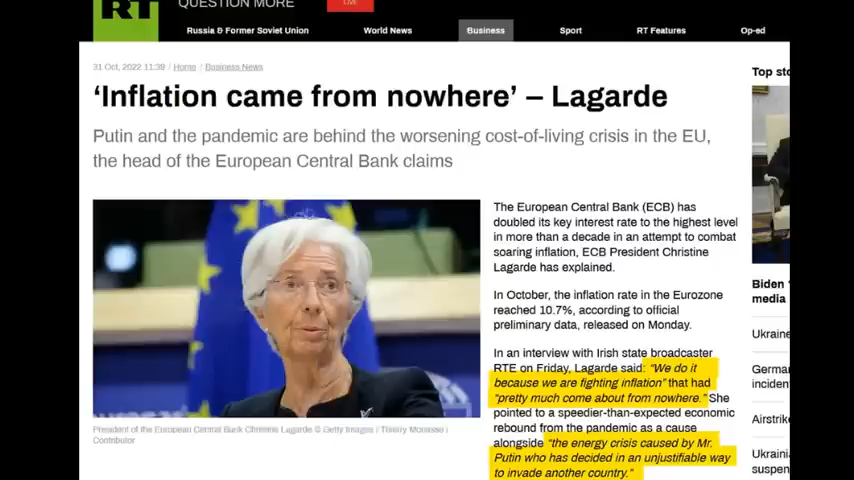 RT
QUESTION MORE
LIVE
Russia & Former Soviet Union
World News
Business
Sport
RT Features
Op-ed
31 Oct, 2022 11:39 / Home / Business News
‘Inflation came from nowhere’ – Lagarde
Putin and the pandemic are behind the worsening cost-of-living crisis in the EU,
the head of the European Central Bank claims
President of the European Central Bank Christine Lagarde © Getty Images / Thierry Monasse /
Contributor
The European Central Bank (ECB) has
doubled its key interest rate to the highest level
in more than a decade in an attempt to combat
soaring inflation, ECB President Christine
Lagarde has explained.
In October, the inflation rate in the Eurozone
reached 10.7%, according to official
preliminary data, released on Monday.
In an interview with Irish state broadcaster
RTE on Friday, Lagarde said: “We do it
because we are fighting inflation” that had
“pretty much come about from nowhere.” She
pointed to a speedier-than-expected economic
rebound from the pandemic as a cause
alongside “the energy crisis caused by Mr.
Putin who has decided in an unjustifiable way
to invade another country.”
Top sto
Biden
media
Ukraine
German
inciden
Airstrik
Ukraini
suspen